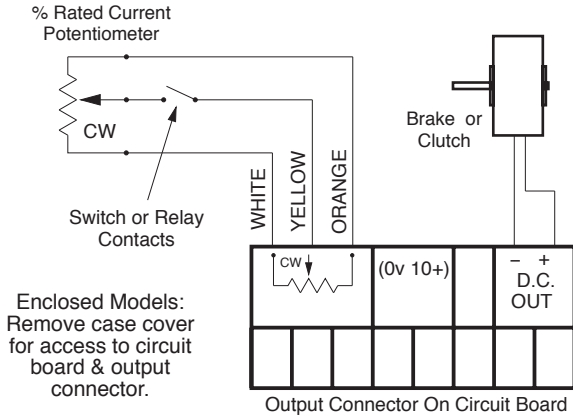 % Rated Current
Potentiometer
CW
Switch or Relay
Contacts
WHITE
YELLOW
ORANGE
Brake or
Clutch
CW
(0v 10+)
– +
D.C.
OUT
Enclosed Models:
Remove case cover
for access to circuit
board & output
connector.
Output Connector On Circuit Board